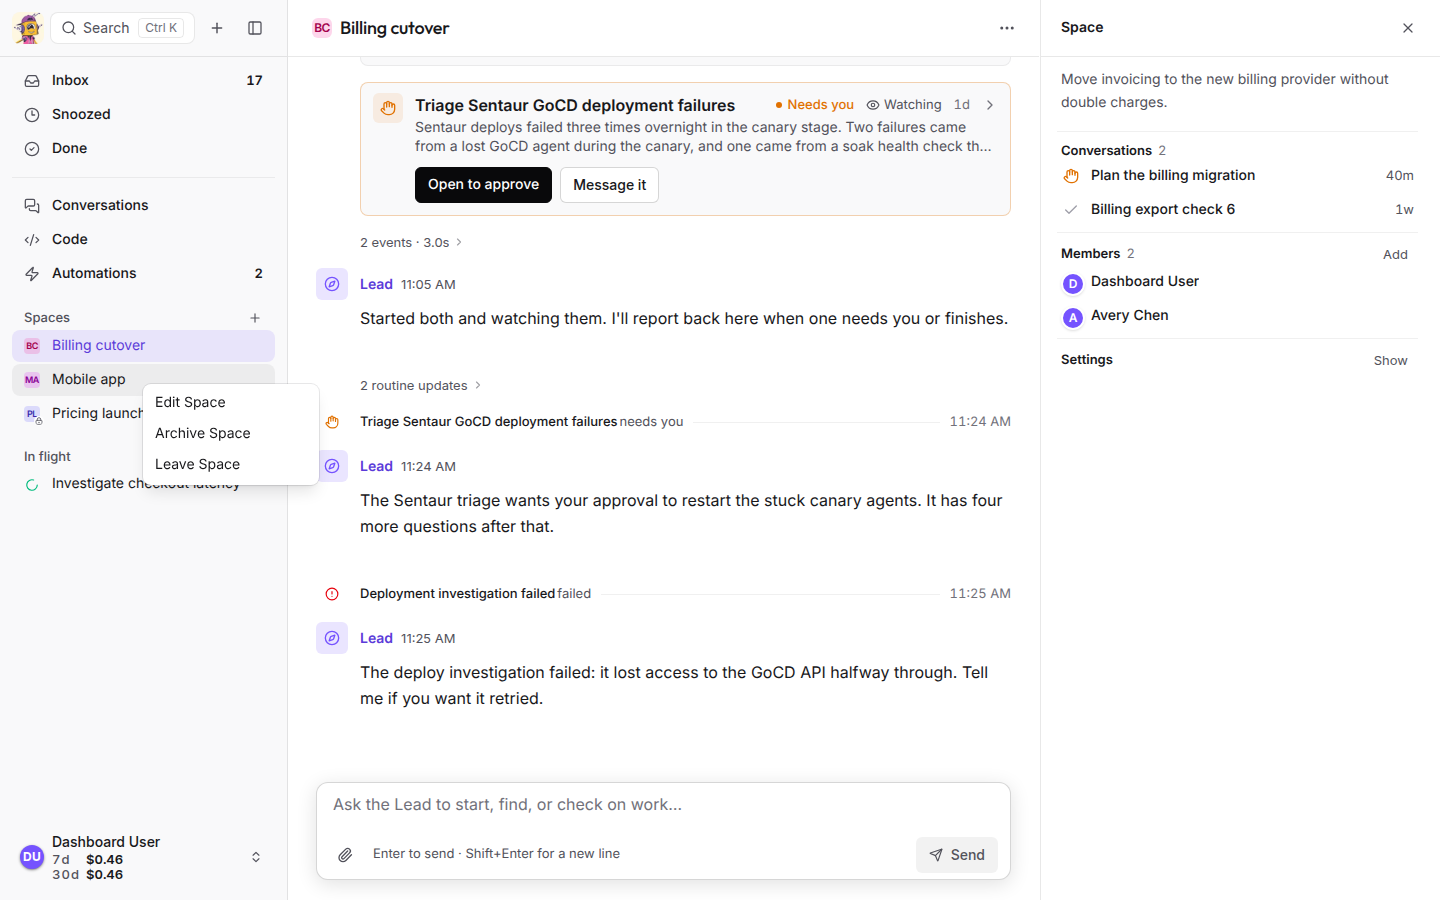 Search
Ctrl K
Inbox
17
Snoozed
Done
Conversations
Code
Automations
2
Spaces
BC
Billing cutover
MA
Mobile app
PL
Pricing launch
Edit Space
Archive Space
Leave Space
In flight
Investigate checkout latency
DU
Dashboard User
7d $0.46
30d $0.46
BC
Billing cutover
Triage Sentaur GoCD deployment failures
Needs you
Watching
1d
Sentaur deploys failed three times overnight in the canary stage. Two failures came
from a lost GoCD agent during the canary, and one came from a soak health check th...
Open to approve
Message it
2 events · 3.0s
Lead 11:05 AM
Started both and watching them. I'll report back here when one needs you or finishes.
2 routine updates
Triage Sentaur GoCD deployment failures needs you
11:24 AM
Lead 11:24 AM
The Sentaur triage wants your approval to restart the stuck canary agents. It has four
more questions after that.
Deployment investigation failed failed
11:25 AM
Lead 11:25 AM
The deploy investigation failed: it lost access to the GoCD API halfway through. Tell
me if you want it retried.
Ask the Lead to start, find, or check on work...
Enter to send · Shift+Enter for a new line
Send
Space
Move invoicing to the new billing provider without
double charges.
Conversations 2
Plan the billing migration
40m
Billing export check 6
1w
Members 2
Add
D
Dashboard User
A
Avery Chen
Settings
Show